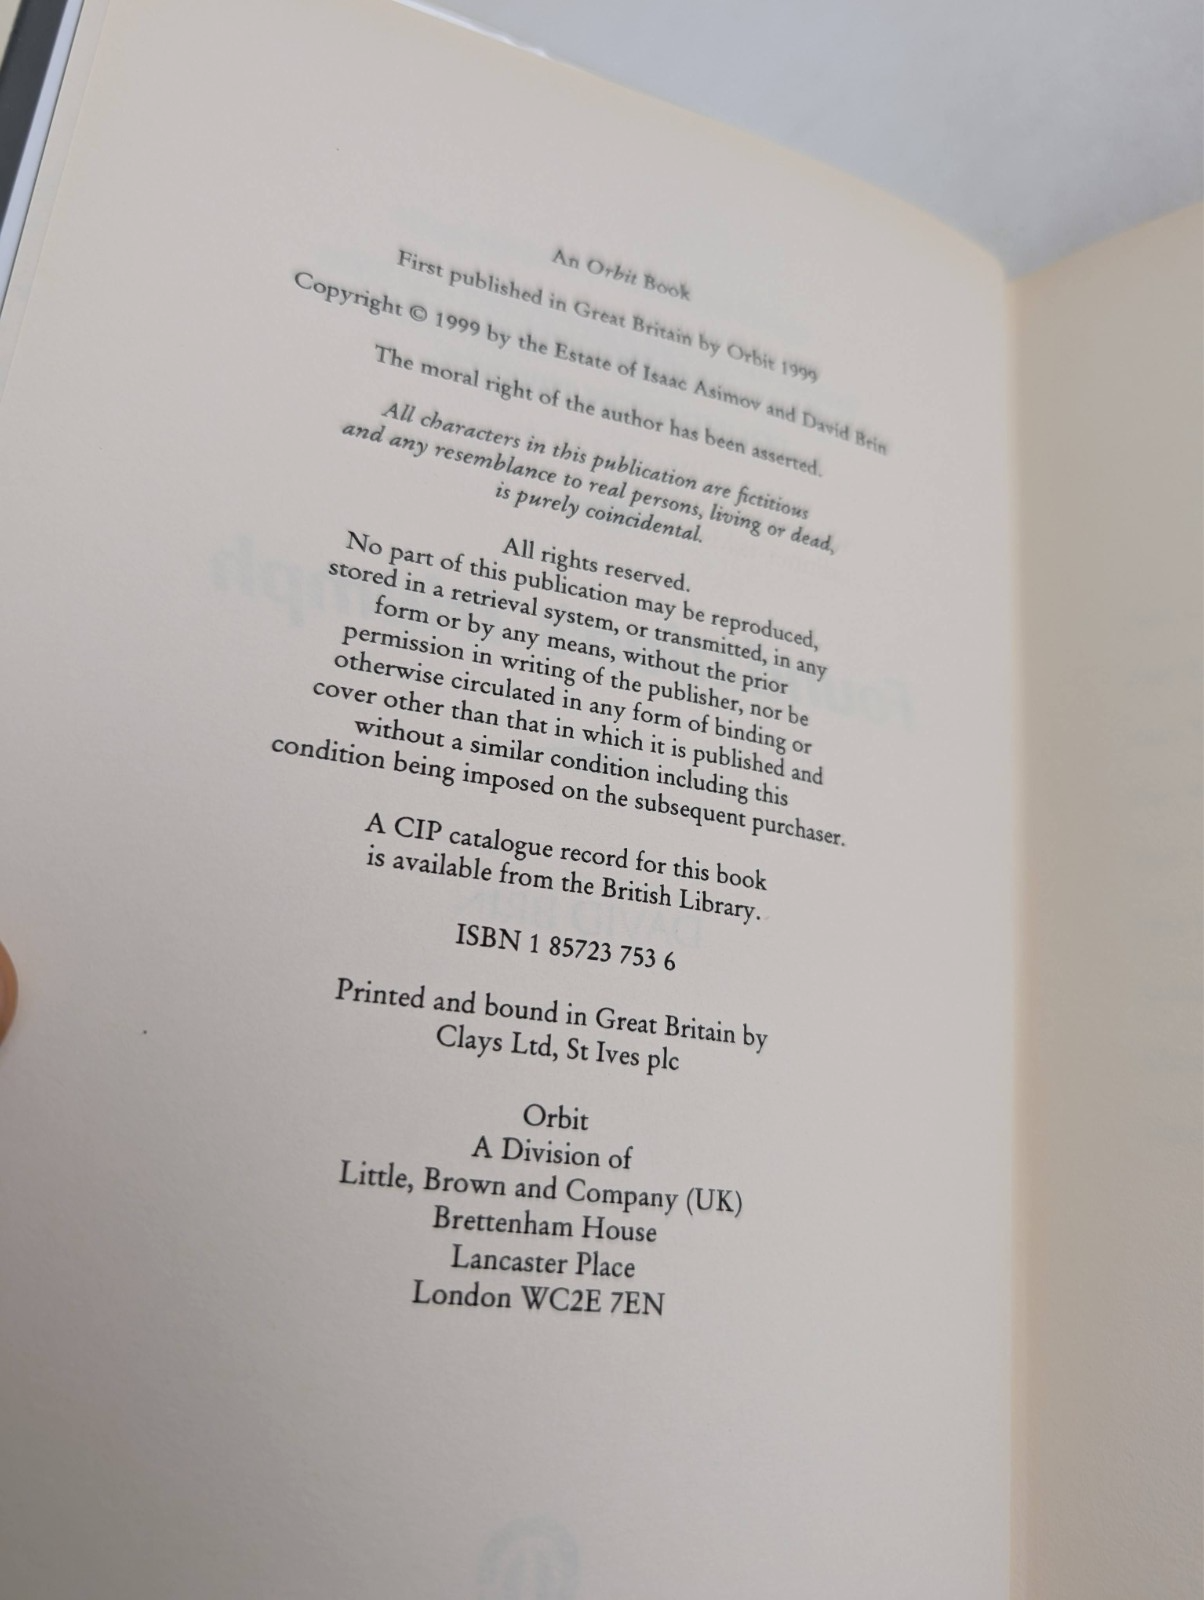 An Orbit Book
First published in Great Britain by Orbit 1999
Copyright © 1999 by the Estate of Isaac Asimov and David Brin
The moral right of the author has been asserted.
All characters in this publication are fictitious
and any resemblance to real persons, living or dead,
is purely coincidental.
All rights reserved.
No part of this publication may be reproduced,
stored in a retrieval system, or transmitted, in any
form or by any means, without the prior
permission in writing of the publisher, nor be
otherwise circulated in any form of binding or
cover other than that in which it is published and
without a similar condition including this
condition being imposed on the subsequent purchaser.
A CIP catalogue record for this book
is available from the British Library.
ISBN 1 85723 753 6
Printed and bound in Great Britain by
Clays Ltd, St Ives plc
Orbit
A Division of
Little, Brown and Company (UK)
Brettenham House
Lancaster Place
London WC2E 7EN